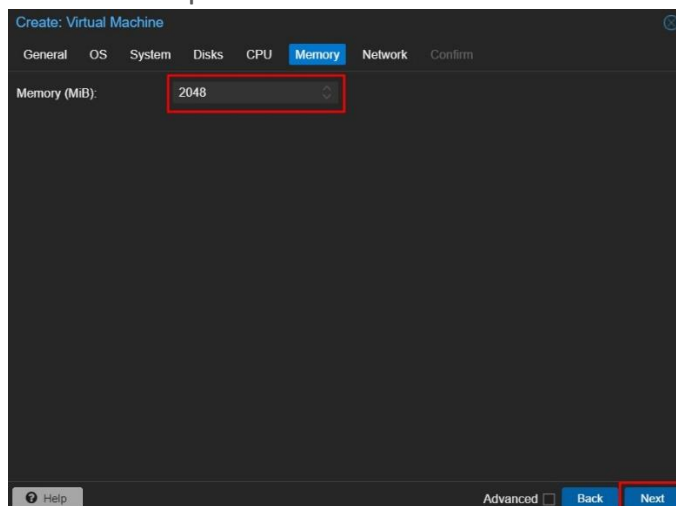 Create: Virtual Machine
General OS System Disks CPU Memory Network Confirm
Memory (MiB): 2048
Help Advanced Back Next